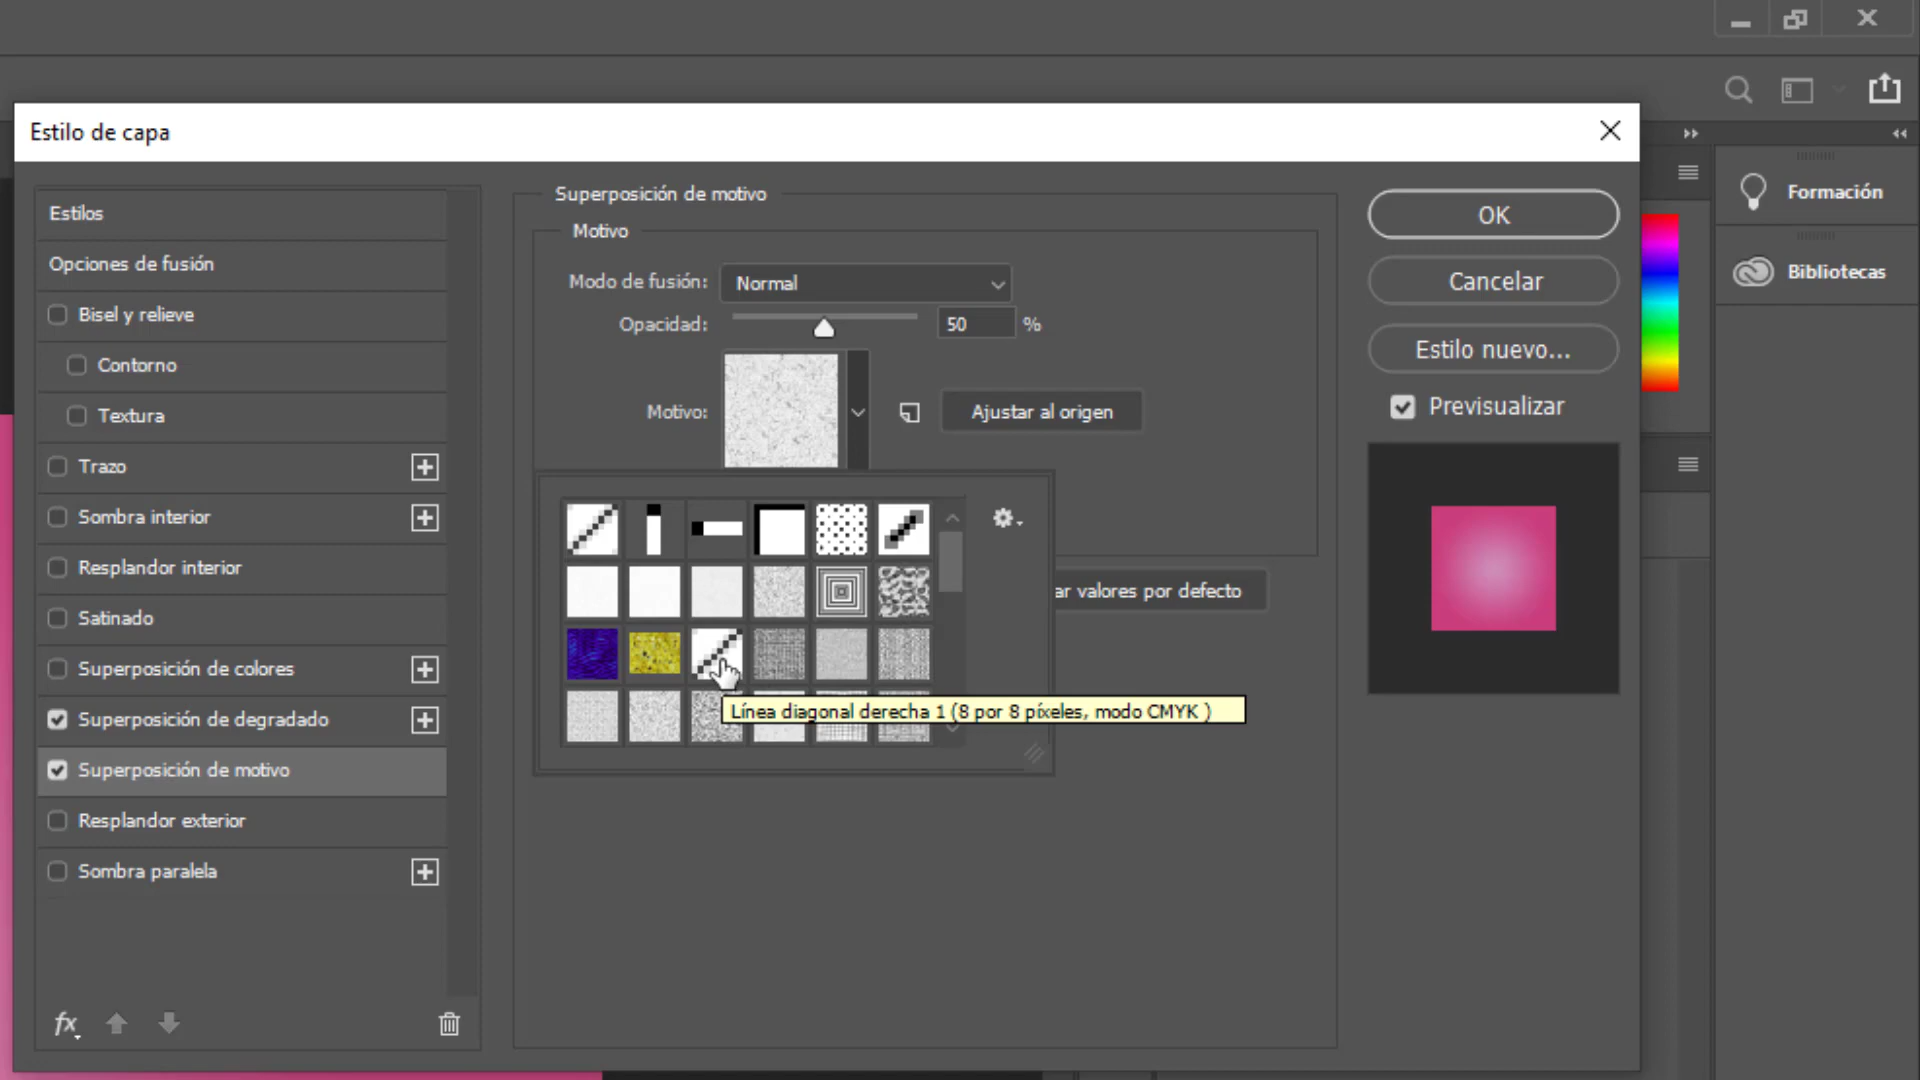 Estilo de capa
Estilos
Opciones de fusión
Bisel y relieve
Contorno
Textura
Trazo
Sombra interior
Resplandor interior
Satinado
Superposición de colores
Superposición de degradado
Superposición de motivo
Resplandor exterior
Sombra paralela
fx
Superposición de motivo
Motivo
Modo de fusión: Normal
Opacidad: 50 %
Motivo: Ajustar al origen
ar valores por defecto
Línea diagonal derecha 1 (8 por 8 píxeles, modo CMYK )
OK
Cancelar
Estilo nuevo...
Previsualizar
Formación
Bibliotecas